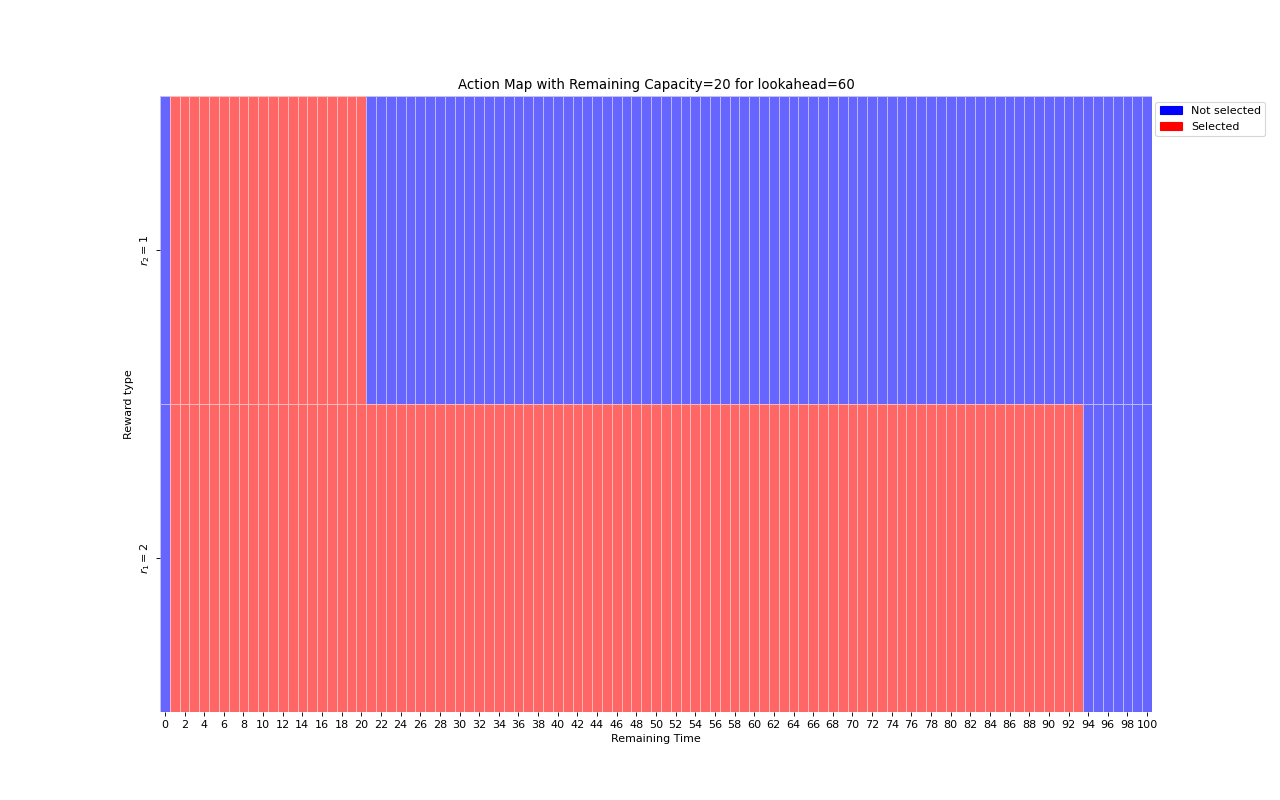 Action Map with Remaining Capacity=20 for lookahead=60
Not selected
Selected
r₂ = 1
Reward type
r₁ = 2
0 2 4 6 8 10 12 14 16 18 20 22 24 26 28 30 32 34 36 38 40 42 44 46 48 50 52 54 56 58 60 62 64 66 68 70 72 74 76 78 80 82 84 86 88 90 92 94 96 98 100
Remaining Time